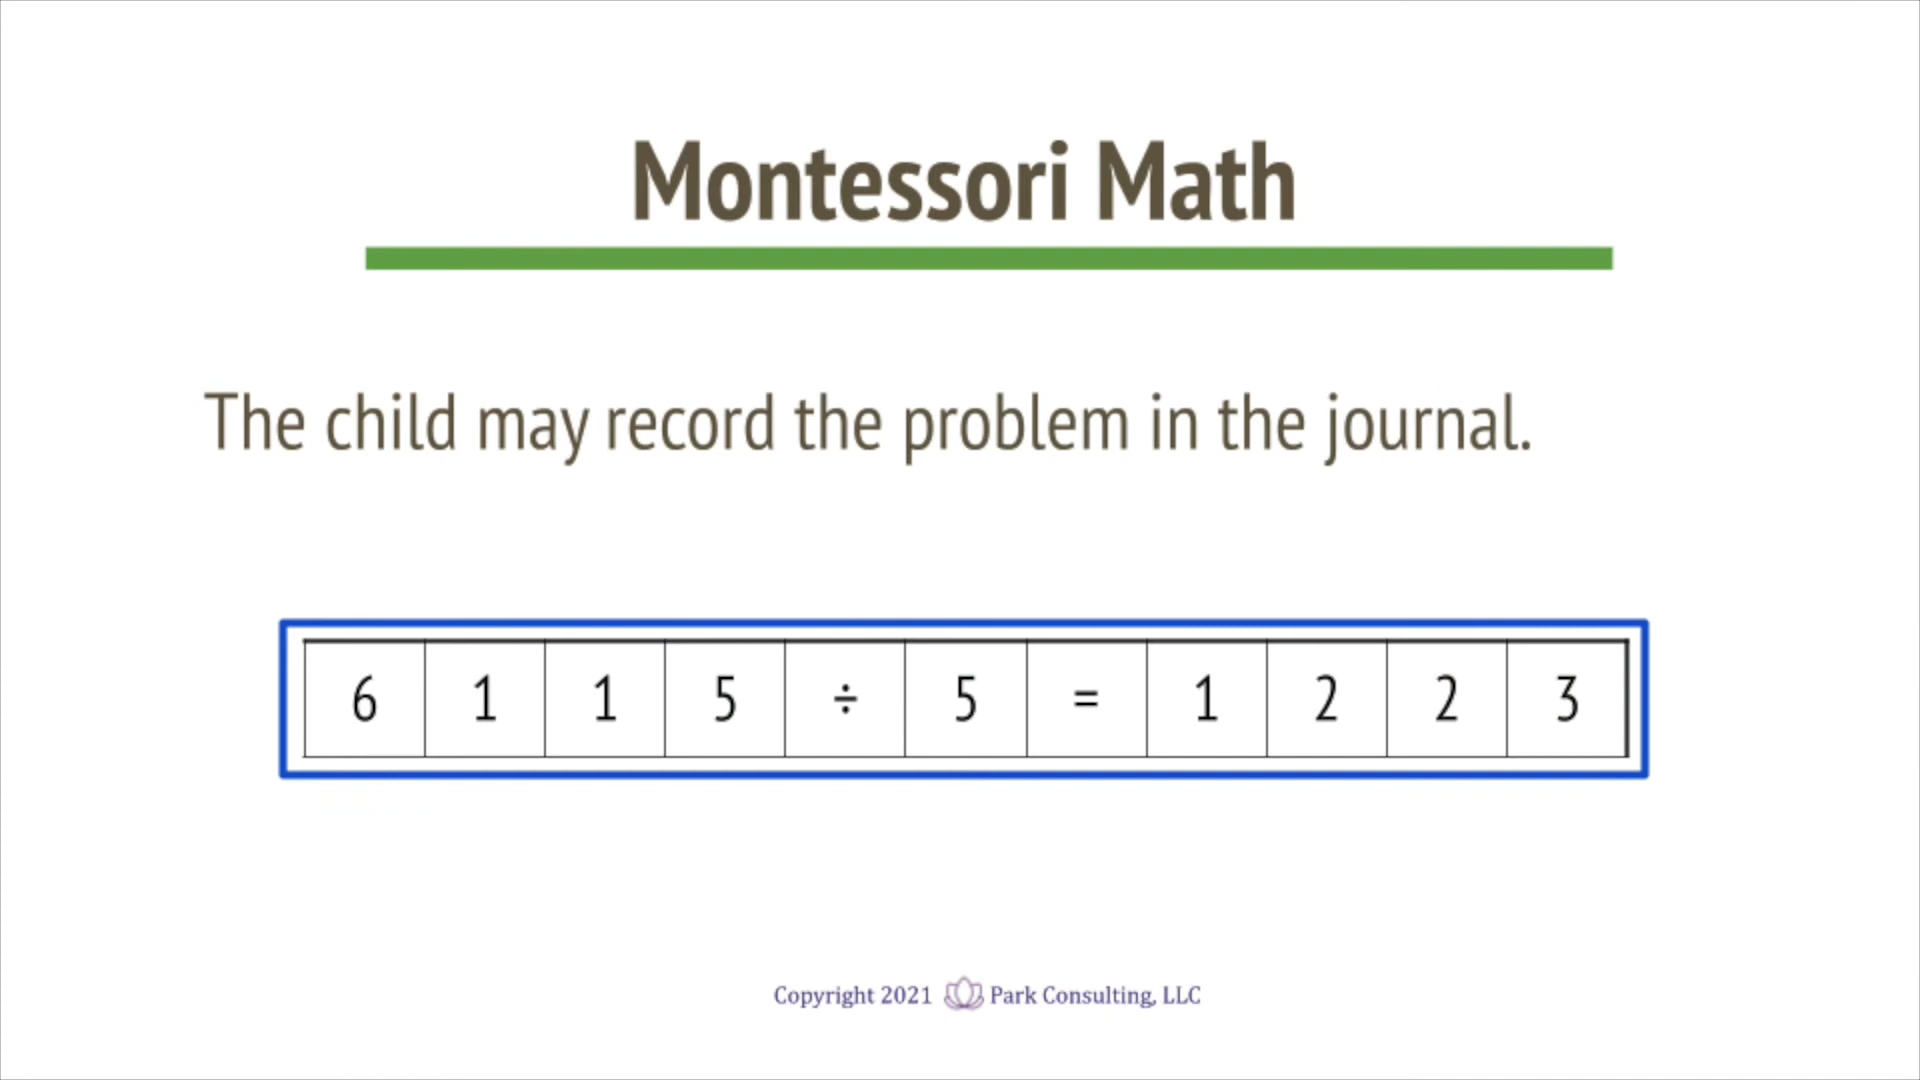 Montessori Math
The child may record the problem in the journal.
6 1 1 5 ÷ 5 = 1 2 2 3
Copyright 2021 Park Consulting, LLC